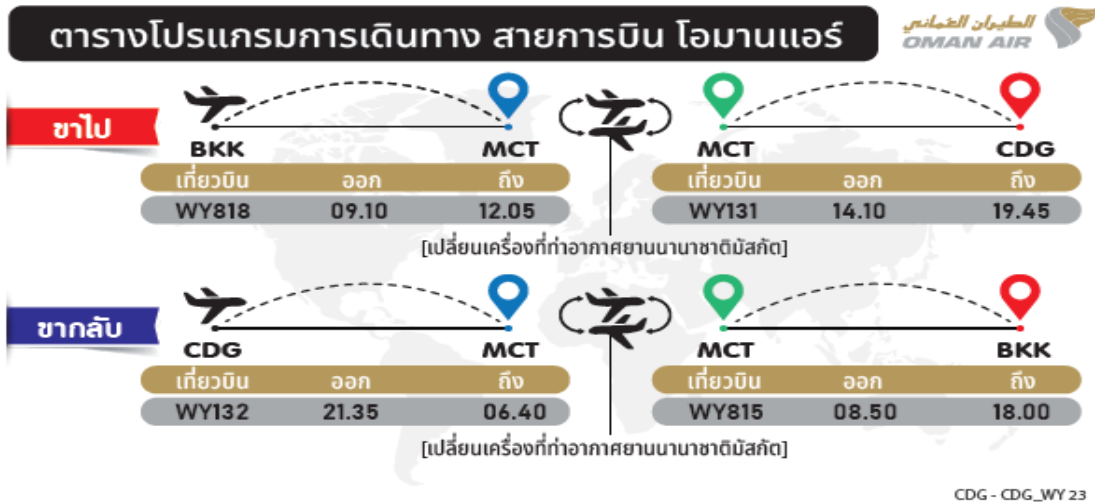 ตารางโปรแกรมการเดินทาง สายการบิน โอมานแอร์
الطيران العماني
OMAN AIR
ขาไป
BKK MCT MCT CDG
เที่ยวบิน ออก ถึง เที่ยวบิน ออก ถึง
WY818 09.10 12.05 WY131 14.10 19.45
[เปลี่ยนเครื่องที่ท่าอากาศยานนานาชาติมัสกัต]
ขากลับ
CDG MCT MCT BKK
เที่ยวบิน ออก ถึง เที่ยวบิน ออก ถึง
WY132 21.35 06.40 WY815 08.50 18.00
[เปลี่ยนเครื่องที่ท่าอากาศยานนานาชาติมัสกัต]
CDG - CDG_WY 23